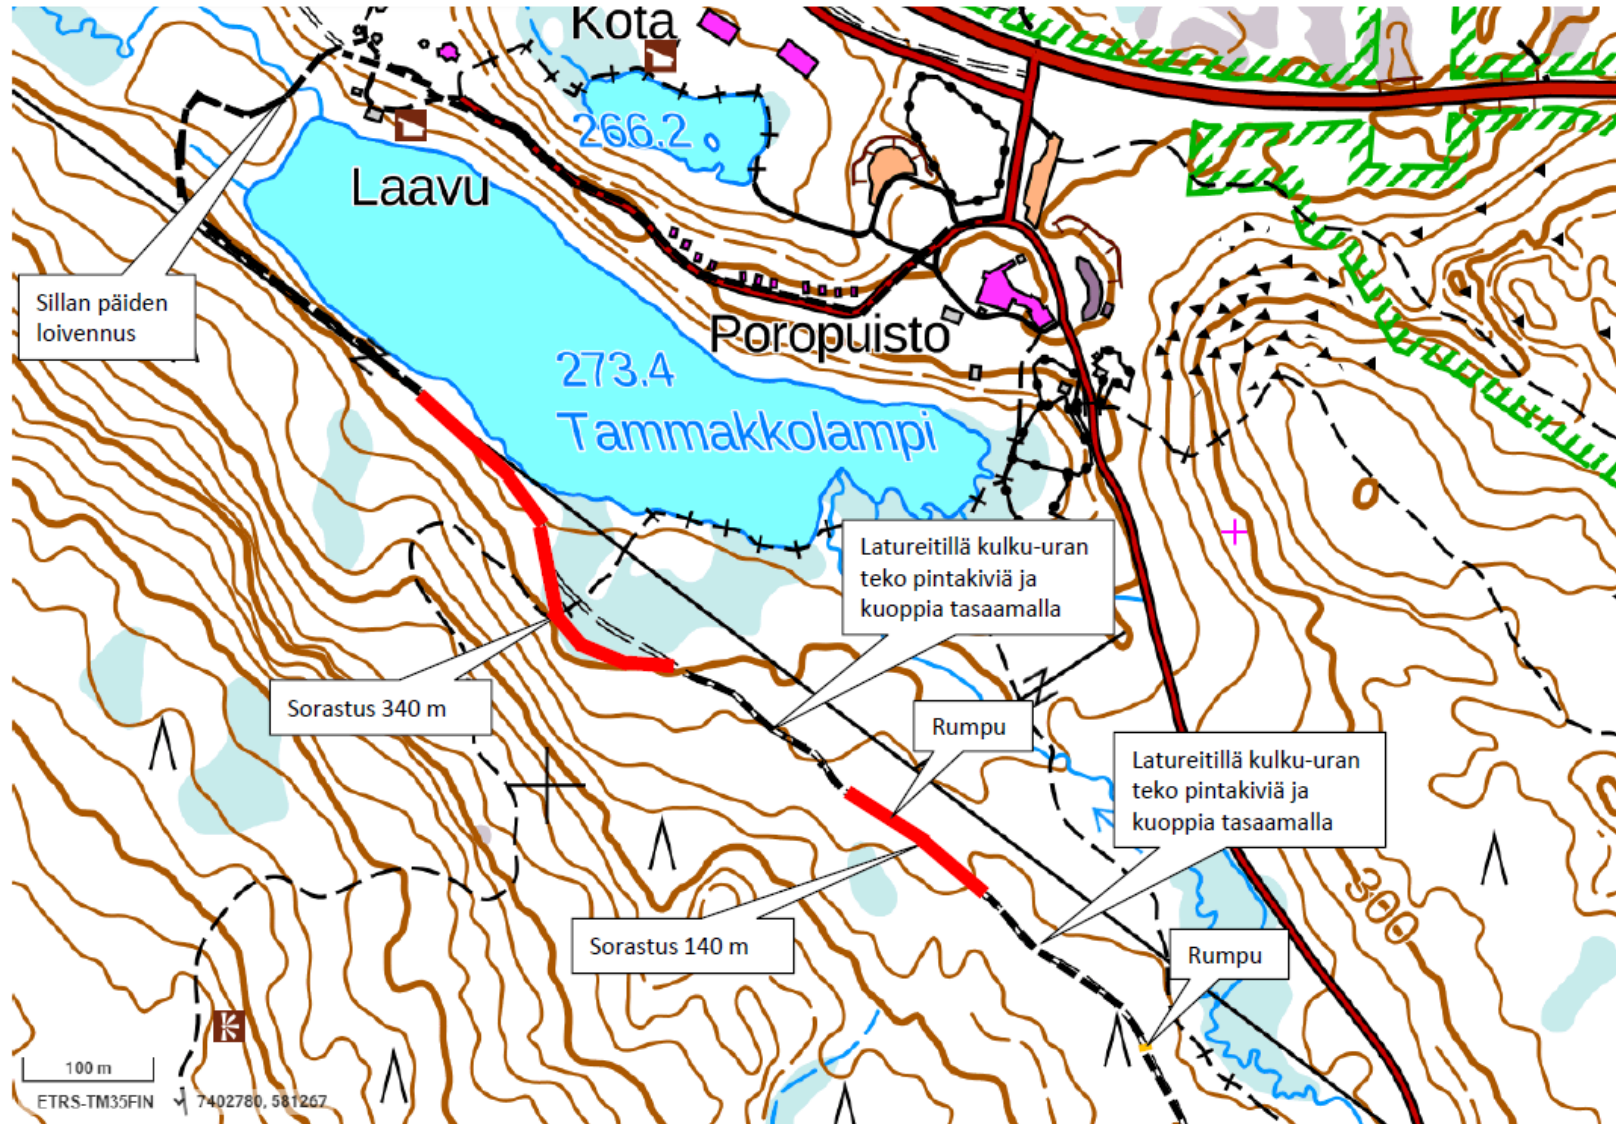 Kota
266.2
Laavu
Sillan päiden
loivennus
Poropuisto
273.4
Tammakkolampi
Latureitillä kulku-uran
teko pintakiviä ja
kuoppia tasaamalla
Sorastus 340 m
Rumpu
Latureitillä kulku-uran
teko pintakiviä ja
kuoppia tasaamalla
300
Sorastus 140 m
Rumpu
100 m
ETRS-TM35FIN
7402780, 581267